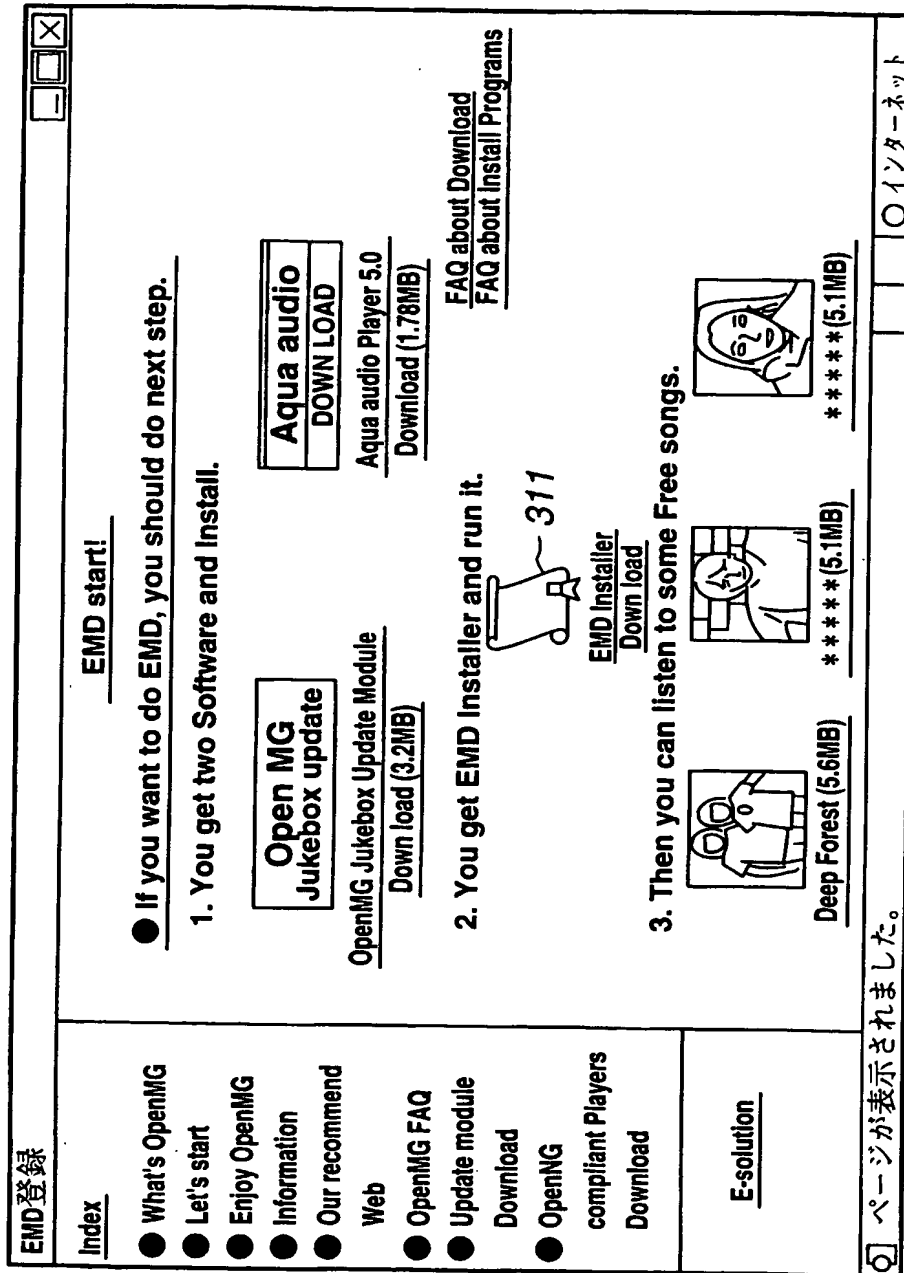 EMD登録
Index
● What's OpenMG
● Let's start
● Enjoy OpenMG
● Information
● Our recommend
Web
● OpenMG FAQ
● Update module
Download
● OpenNG
compliant Players
Download
E-solution
EMD start!
● If you want to do EMD, you should do next step.
1. You get two Software and Install.
Open MG
Jukebox update
OpenMG Jukebox Update Module
Down load (3.2MB)
Aqua audio
DOWN LOAD
Aqua audio Player 5.0
Download (1.78MB)
2. You get EMD Installer and run it.
311
EMD Installer
Down load
FAQ about Download
FAQ about Install Programs
3. Then you can listen to some Free songs.
Deep Forest (5.6MB)
*****(5.1MB)
*****(5.1MB)
ページが表示されました。
インターネット